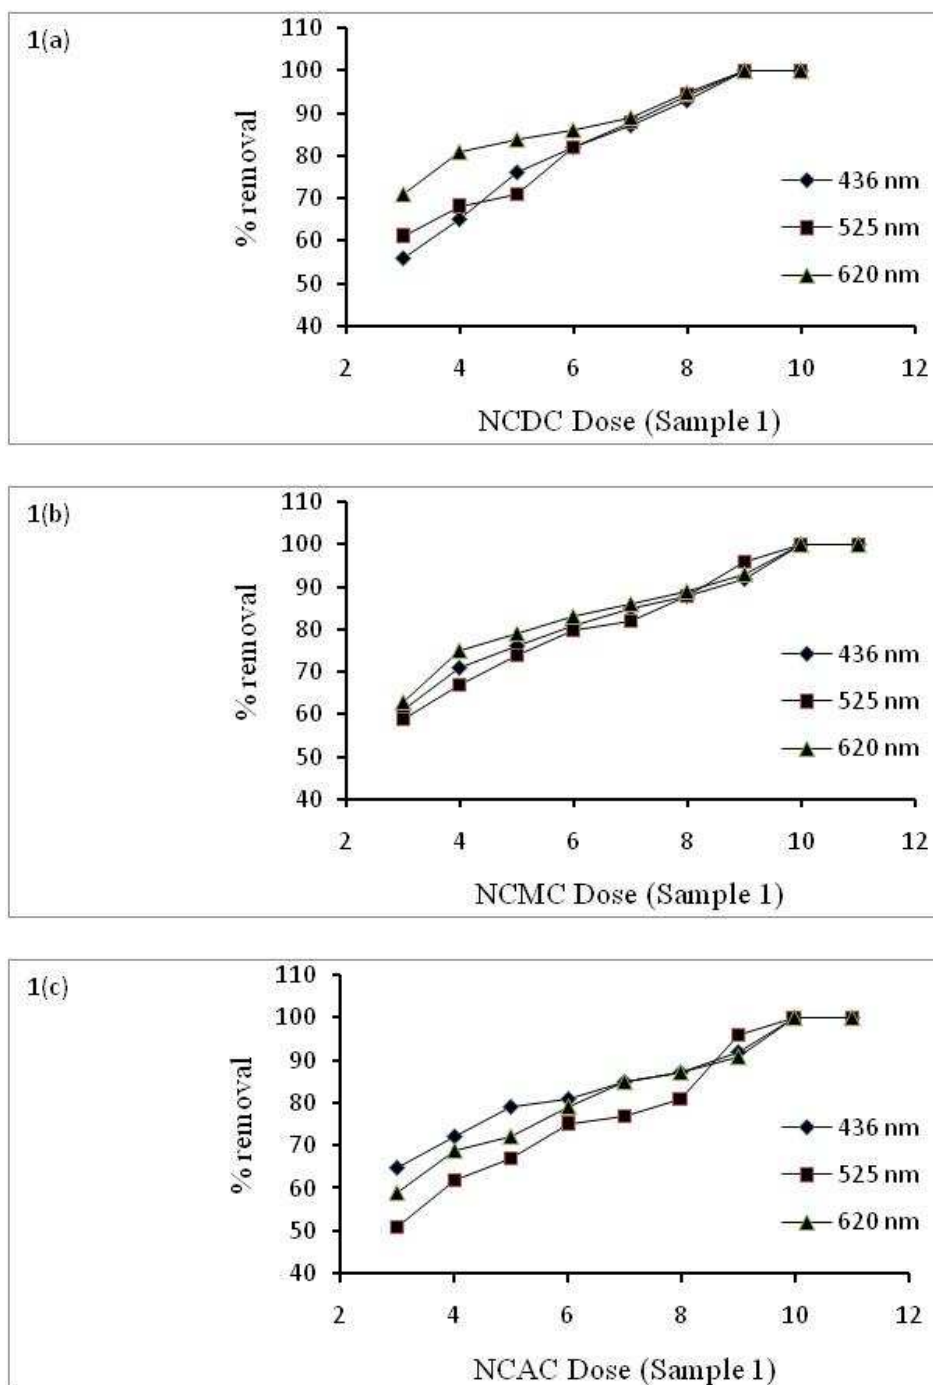 1(a)
110
100
90
80
70
60
50
40
% removal
2 4 6 8 10 12
NCDC Dose (Sample 1)
436 nm
525 nm
620 nm
1(b)
110
100
90
80
70
60
50
40
% removal
2 4 6 8 10 12
NCMC Dose (Sample 1)
436 nm
525 nm
620 nm
1(c)
110
100
90
80
70
60
50
40
% removal
2 4 6 8 10 12
NCAC Dose (Sample 1)
436 nm
525 nm
620 nm